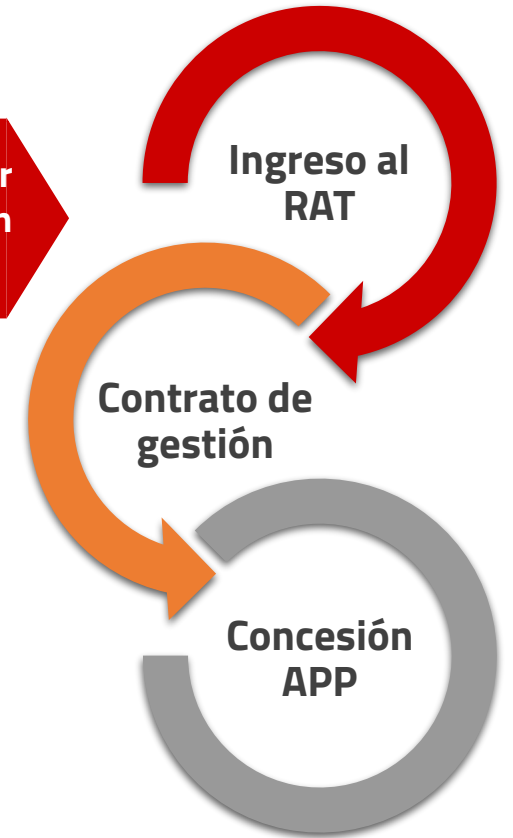 Ingreso al
RAT
Contrato de
gestión
Concesión
APP